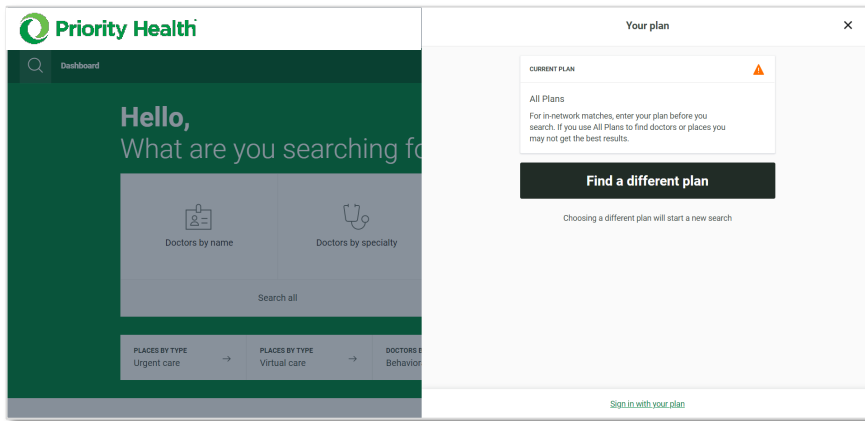 Priority Health
Dashboard
Hello,
What are you searching fo
Doctors by name
Doctors by specialty
Search all
PLACES BY TYPE
Urgent care
PLACES BY TYPE
Virtual care
DOCTORS B
Behavior
Your plan
CURRENT PLAN
All Plans
For in-network matches, enter your plan before you
search. If you use All Plans to find doctors or places you
may not get the best results.
Find a different plan
Choosing a different plan will start a new search
Sign in with your plan